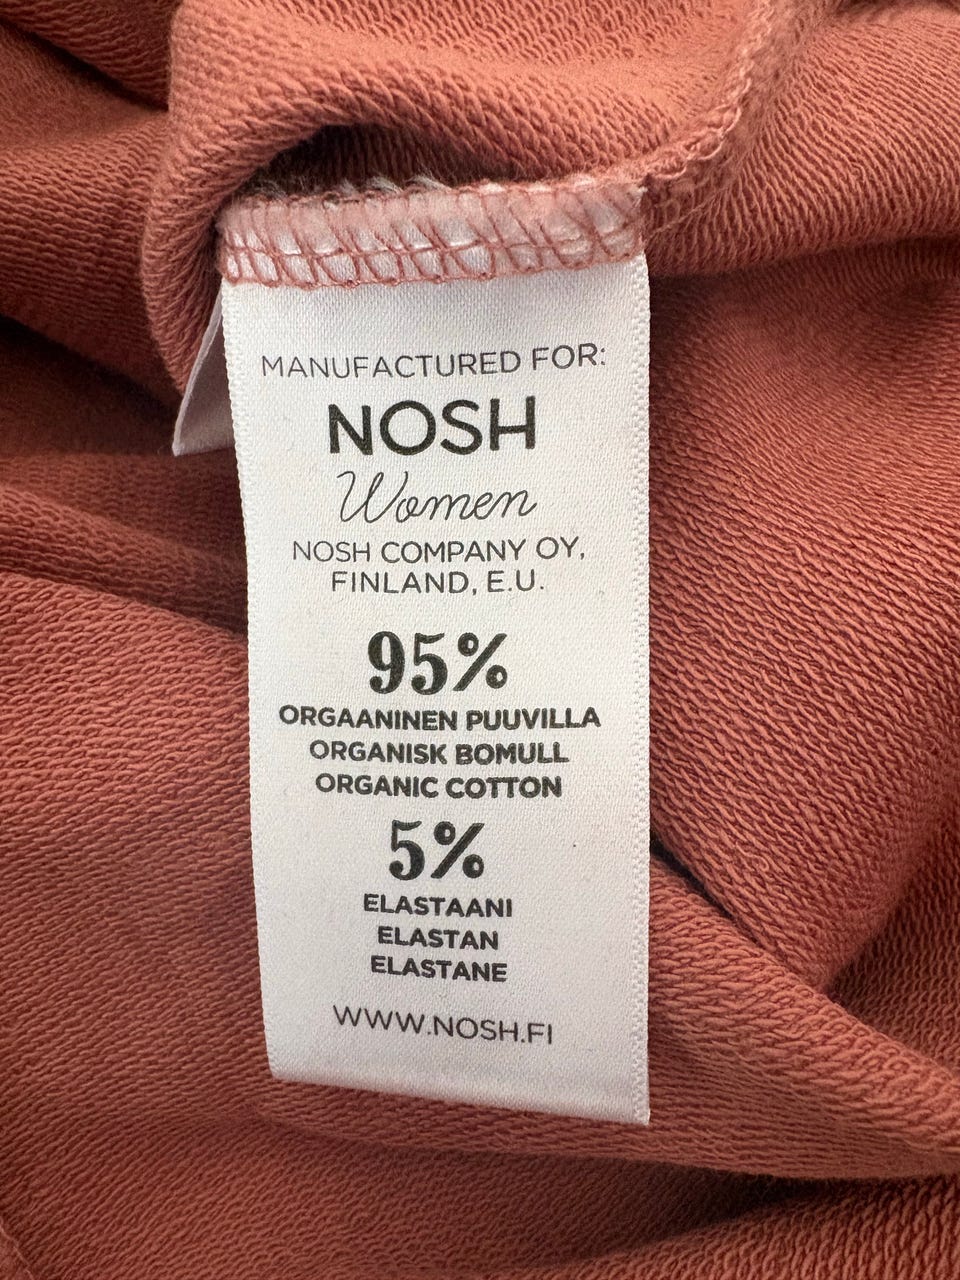 MANUFACTURED FOR:
NOSH
Women
NOSH COMPANY OY,
FINLAND, E.U.
95%
ORGAANINEN PUUVILLA
ORGANISK BOMULL
ORGANIC COTTON
5%
ELASTAANI
ELASTAN
ELASTANE
WWW.NOSH.FI